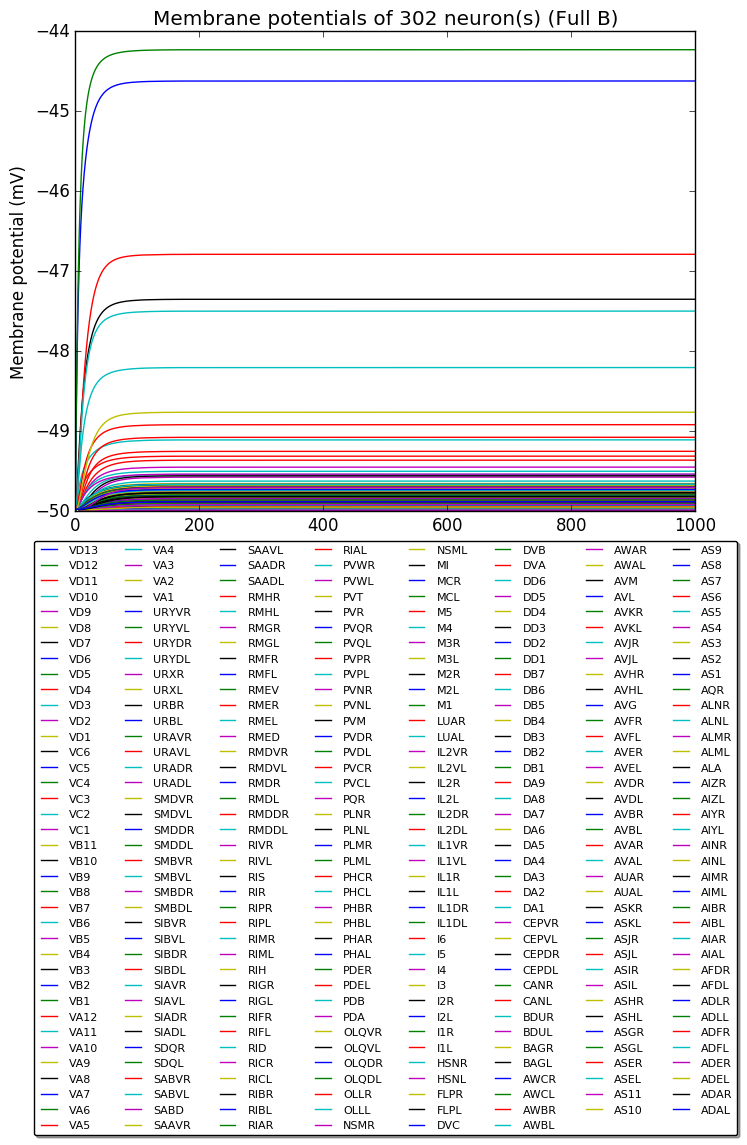 Membrane potentials of 302 neuron(s) (Full B)
Membrane potential (mV)
−44
−45
−46
−47
−48
−49
−50
0
200
400
600
800
1000
VD13
VD12
VD11
VD10
VD9
VD8
VD7
VD6
VD5
VD4
VD3
VD2
VD1
VC6
VC5
VC4
VC3
VC2
VC1
VB11
VB10
VB9
VB8
VB7
VB6
VB5
VB4
VB3
VB2
VB1
VA12
VA11
VA10
VA9
VA8
VA7
VA6
VA5
VA4
VA3
VA2
VA1
URYVR
URYVL
URYDR
URYDL
URXR
URXL
URBR
URBL
URAVR
URAVL
URADR
URADL
SMDVR
SMDVL
SMDDR
SMDDL
SMBVR
SMBVL
SMBDR
SMBDL
SIBVR
SIBVL
SIBDR
SIBDL
SIAVR
SIAVL
SIADR
SIADL
SDQR
SDQL
SABVR
SABVL
SABD
SAAVR
SAAVL
SAADR
SAADL
RMHR
RMHL
RMGR
RMGL
RMFR
RMFL
RMEV
RMER
RMEL
RMED
RMDVR
RMDVL
RMDR
RMDL
RMDDR
RMDDL
RIVR
RIVL
RIS
RIR
RIPR
RIPL
RIMR
RIML
RIH
RIGR
RIGL
RIFR
RIFL
RID
RICR
RICL
RIBR
RIBL
RIAR
RIAL
PVWR
PVWL
PVT
PVR
PVQR
PVQL
PVPR
PVPL
PVNR
PVNL
PVM
PVDR
PVDL
PVCR
PVCL
PQR
PLNR
PLNL
PLMR
PLML
PHCR
PHCL
PHBR
PHBL
PHAR
PHAL
PDER
PDEL
PDB
PDA
OLQVR
OLQVL
OLQDR
OLQDL
OLLR
OLLL
NSMR
NSML
MI
MCR
MCL
M5
M4
M3R
M3L
M2R
M2L
M1
LUAR
LUAL
IL2VR
IL2VL
IL2R
IL2L
IL2DR
IL2DL
IL1VR
IL1VL
IL1R
IL1L
IL1DR
IL1DL
I6
I5
I4
I3
I2R
I2L
I1R
I1L
HSNR
HSNL
FLPR
FLPL
DVC
DVB
DVA
DD6
DD5
DD4
DD3
DD2
DD1
DB7
DB6
DB5
DB4
DB3
DB2
DB1
DA9
DA8
DA7
DA6
DA5
DA4
DA3
DA2
DA1
CEPVR
CEPVL
CEPDR
CEPDL
CANR
CANL
BDUR
BDUL
BAGR
BAGL
AWCR
AWCL
AWBR
AWBL
AWAR
AWAL
AVM
AVL
AVKR
AVKL
AVJR
AVJL
AVHR
AVHL
AVG
AVFR
AVFL
AVER
AVEL
AVDR
AVDL
AVBR
AVBL
AVAR
AVAL
AUAR
AUAL
ASKR
ASKL
ASJR
ASJL
ASIR
ASIL
ASHR
ASHL
ASGR
ASGL
ASER
ASEL
AS11
AS10
AS9
AS8
AS7
AS6
AS5
AS4
AS3
AS2
AS1
AQR
ALNR
ALNL
ALMR
ALML
ALA
AIZR
AIZL
AIYR
AIYL
AINR
AINL
AIMR
AIML
AIBR
AIBL
AIAR
AIAL
AFDR
AFDL
ADLR
ADLL
ADFR
ADFL
ADER
ADEL
ADAR
ADAL